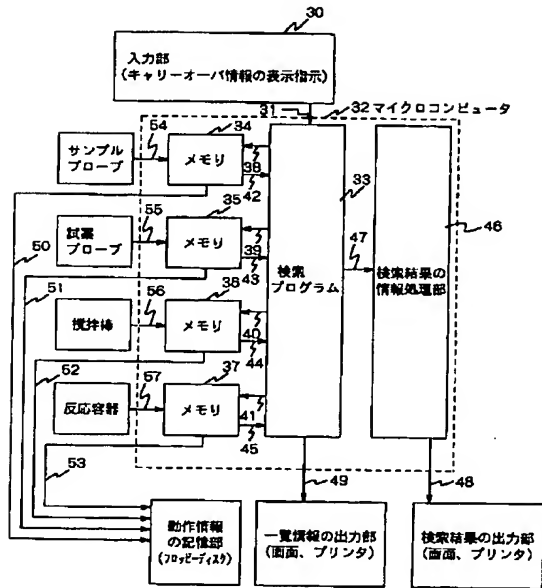 30
入力部
(キャリーオーバ情報の表示指示)
31
32 マイクロコンピュータ
サンプル
プローブ
54
34
メモリ
38
42
33
46
試薬
プローブ
55
35
メモリ
39
43
検索
プログラム
47
検索結果の
情報処理部
50
51
撹拌棒
56
38
メモリ
40
44
52
反応容器
57
37
メモリ
41
45
53
49
48
動作情報
の記憶部
(フロッピーディスク)
一覧情報の出力部
(画面、プリンタ)
検索結果の出力部
(画面、プリンタ)